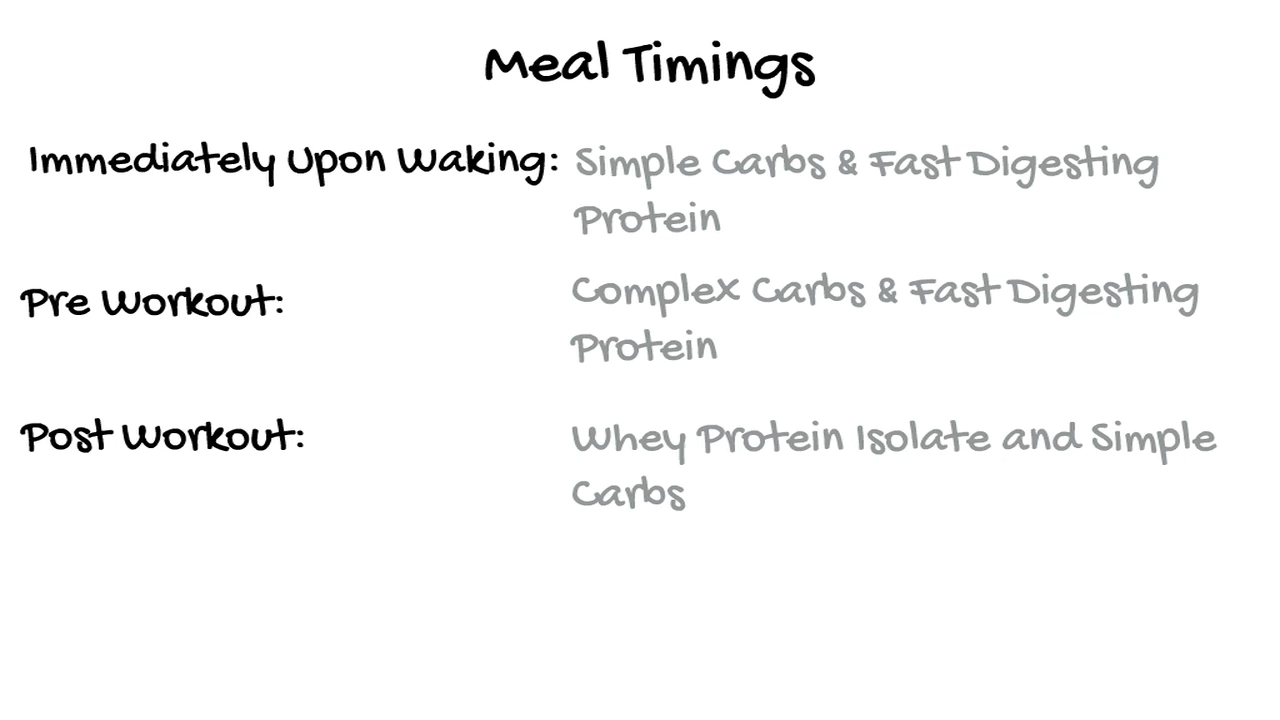 Meal Timings
Immediately Upon Waking: Simple Carbs & Fast Digesting
Protein
Pre Workout: Complex Carbs & Fast Digesting
Protein
Post Workout: Whey Protein Isolate and Simple
Carbs